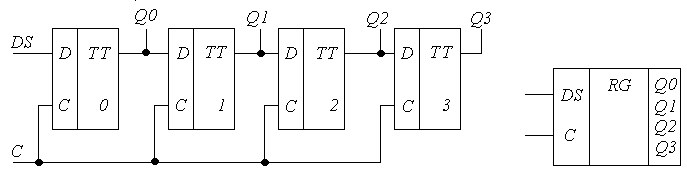 Q0 Q1 Q2 Q3
DS D TT D TT D TT D TT
C 0 C 1 C 2 C 3
C
RG Q0
DS Q1
C Q2
Q3